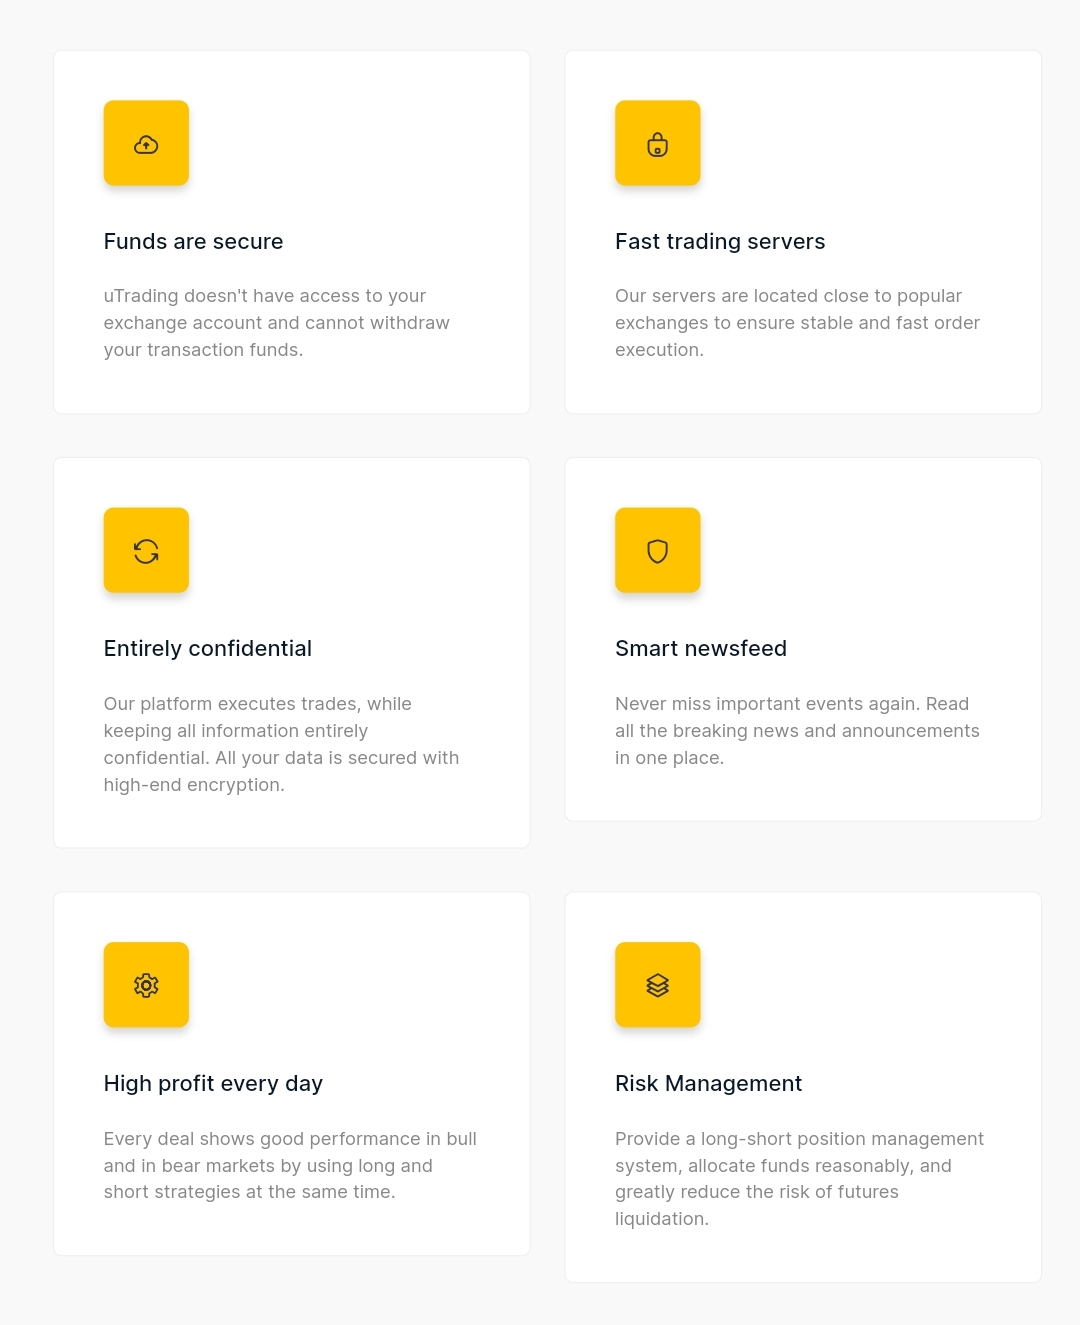 Funds are secure
uTrading doesn't have access to your
exchange account and cannot withdraw
your transaction funds.
Fast trading servers
Our servers are located close to popular
exchanges to ensure stable and fast order
execution.
Entirely confidential
Our platform executes trades, while
keeping all information entirely
confidential. All your data is secured with
high-end encryption.
Smart newsfeed
Never miss important events again. Read
all the breaking news and announcements
in one place.
High profit every day
Every deal shows good performance in bull
and in bear markets by using long and
short strategies at the same time.
Risk Management
Provide a long-short position management
system, allocate funds reasonably, and
greatly reduce the risk of futures
liquidation.